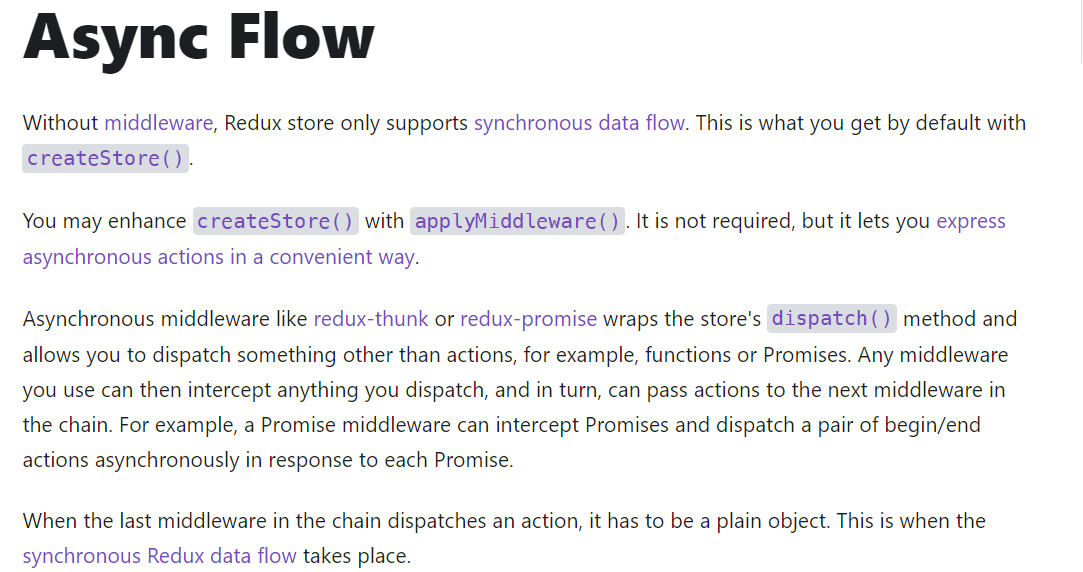 Async Flow
Without middleware, Redux store only supports synchronous data flow. This is what you get by default with
createStore().
You may enhance createStore() with applyMiddleware(). It is not required, but it lets you express
asynchronous actions in a convenient way.
Asynchronous middleware like redux-thunk or redux-promise wraps the store's dispatch() method and
allows you to dispatch something other than actions, for example, functions or Promises. Any middleware
you use can then intercept anything you dispatch, and in turn, can pass actions to the next middleware in
the chain. For example, a Promise middleware can intercept Promises and dispatch a pair of begin/end
actions asynchronously in response to each Promise.
When the last middleware in the chain dispatches an action, it has to be a plain object. This is when the
synchronous Redux data flow takes place.